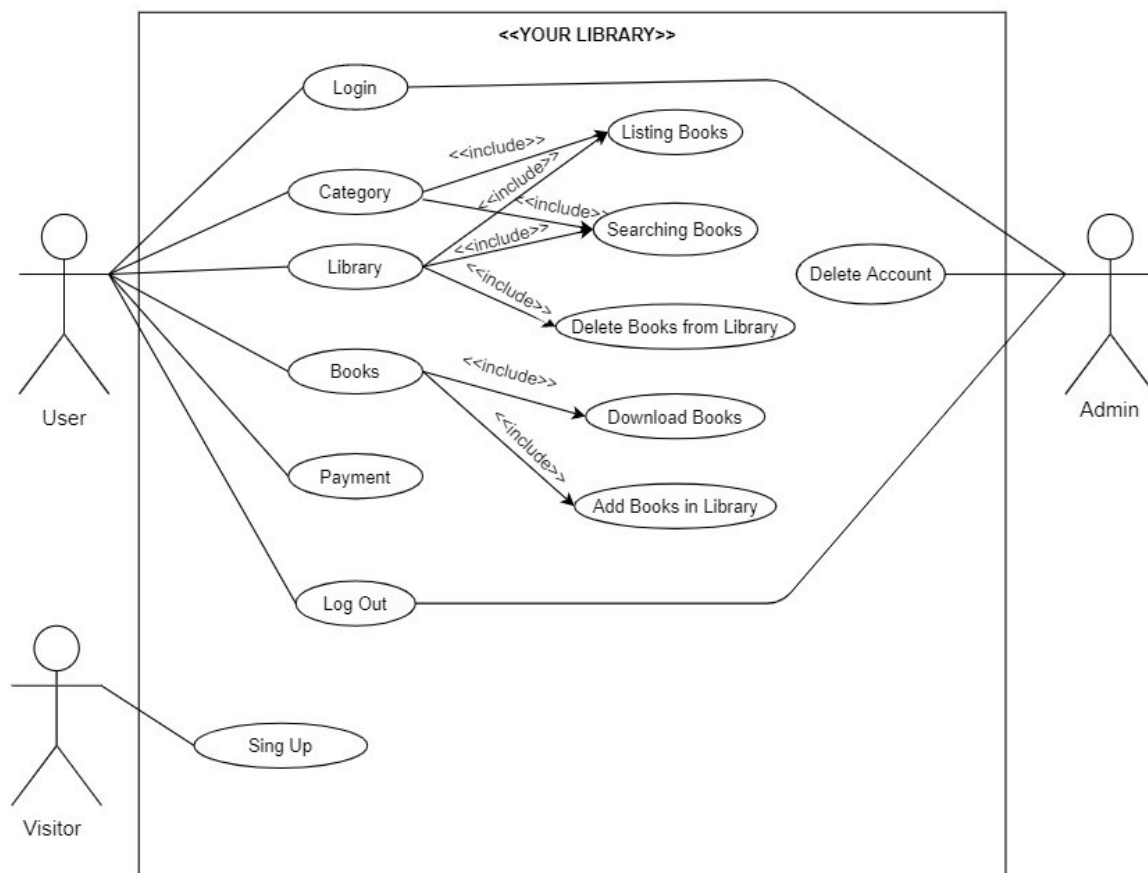 <<YOUR LIBRARY>>
Login
Listing Books
<<include>>
<<include>>
Category
<<include>>
Searching Books
<<include>>
Library
Delete Account
<<include>>
Delete Books from Library
Books
<<include>>
Download Books
User
Admin
<<include>>
Payment
Add Books in Library
Log Out
Sing Up
Visitor